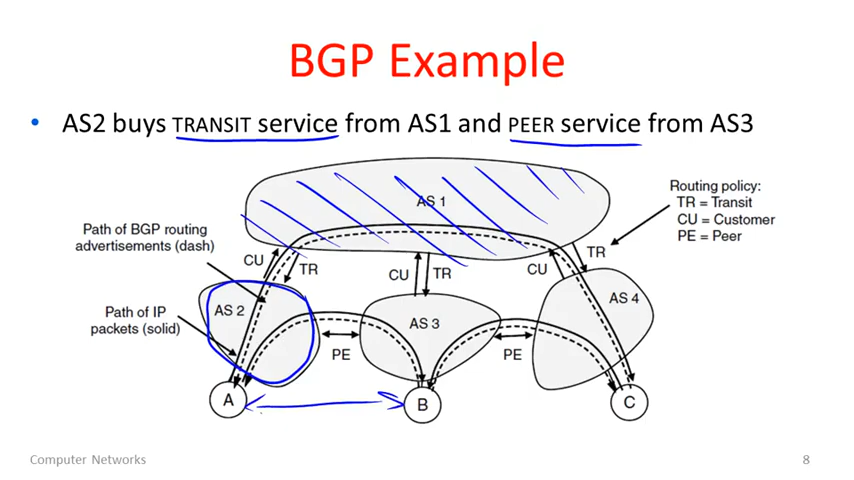 BGP Example
• AS2 buys TRANSIT service from AS1 and PEER service from AS3
AS 1
Routing policy:
TR = Transit
CU = Customer
PE = Peer
Path of BGP routing
advertisements (dash)
CU
TR
CU
TR
CU
TR
Path of IP
packets (solid)
AS 2
AS 3
AS 4
PE
PE
A
B
C
Computer Networks
8